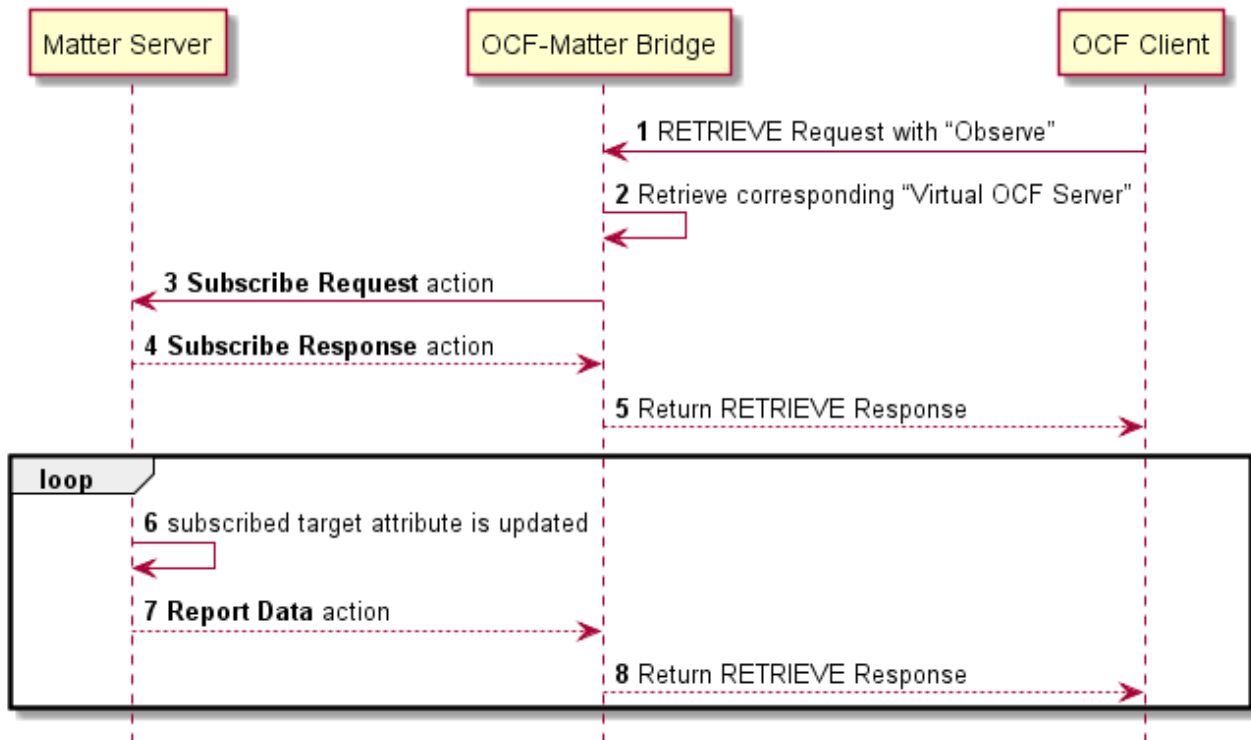 Matter Server
OCF-Matter Bridge
OCF Client
1 RETRIEVE Request with “Observe”
2 Retrieve corresponding “Virtual OCF Server”
3 Subscribe Request action
4 Subscribe Response action
5 Return RETRIEVE Response
loop
6 subscribed target attribute is updated
7 Report Data action
8 Return RETRIEVE Response